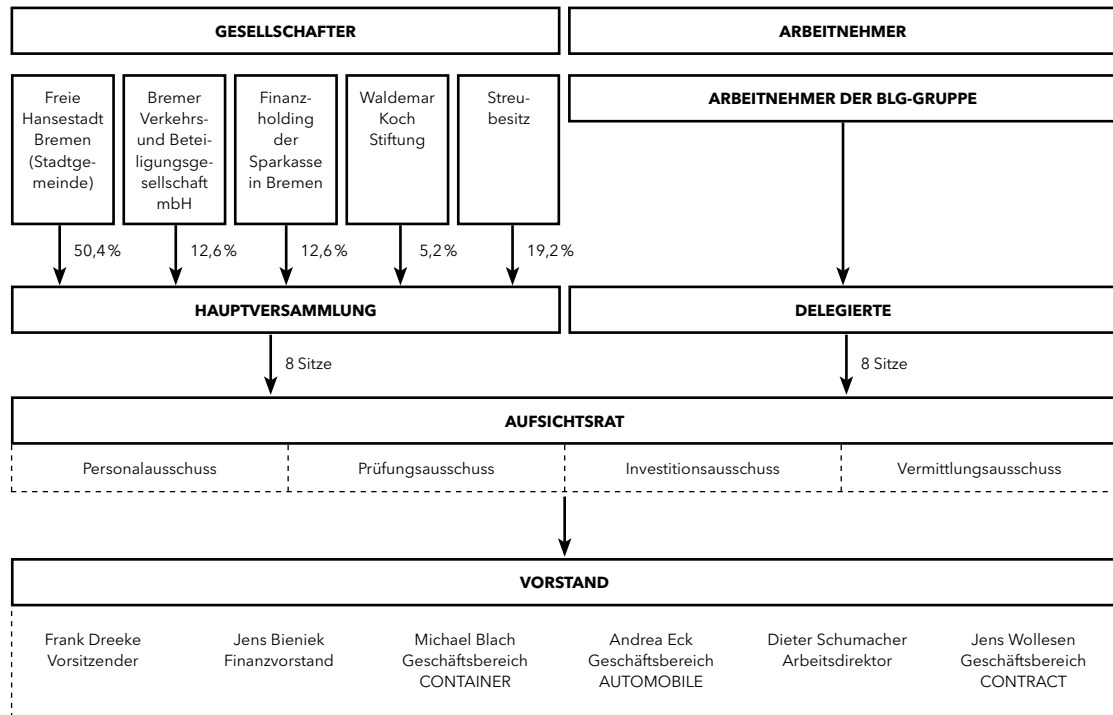 GESELLSCHAFTER
ARBEITNEHMER
Freie
Hansestadt
Bremen
(Stadtge-
meinde)
Bremer
Verkehrs-
und Betei-
ligungsge-
sellschaft
mbH
Finanz-
holding
der
Sparkasse
in Bremen
Waldemar
Koch
Stiftung
Streu-
besitz
ARBEITNEHMER DER BLG-GRUPPE
50,4 %
12,6 %
12,6 %
5,2 %
19,2 %
HAUPTVERSAMMLUNG
DELEGIERTE
8 Sitze
8 Sitze
AUFSICHTSRAT
Personalausschuss
Prüfungsausschuss
Investitionsausschuss
Vermittlungsausschuss
VORSTAND
Frank Dreeke
Vorsitzender
Jens Bieniek
Finanzvorstand
Michael Blach
Geschäftsbereich
CONTAINER
Andrea Eck
Geschäftsbereich
AUTOMOBILE
Dieter Schumacher
Arbeitsdirektor
Jens Wollesen
Geschäftsbereich
CONTRACT